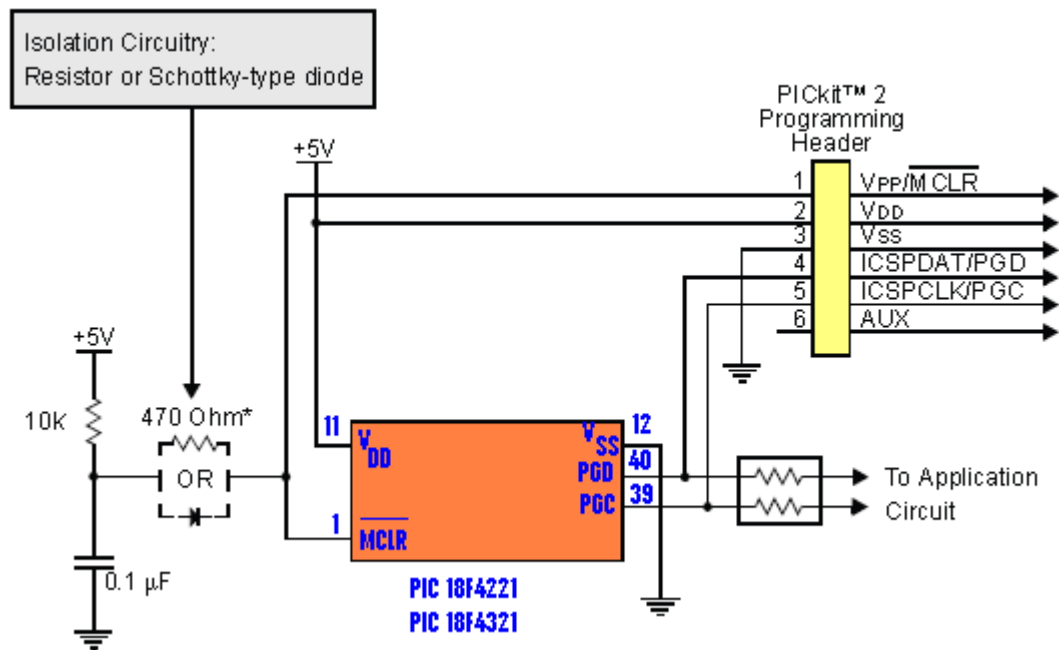 Isolation Circuitry:
Resistor or Schottky-type diode
PICkit™ 2
Programming
Header
+5V
1
VPP/MCLR
2
VDD
3
VSS
4
ICSPDAT/PGD
5
ICSPCLK/PGC
6
AUX
+5V
10K
470 Ohm*
OR
0.1 µF
11
VDD
12
VSS
40
PGD
39
PGC
1
MCLR
To Application
Circuit
PIC 18F4221
PIC 18F4321